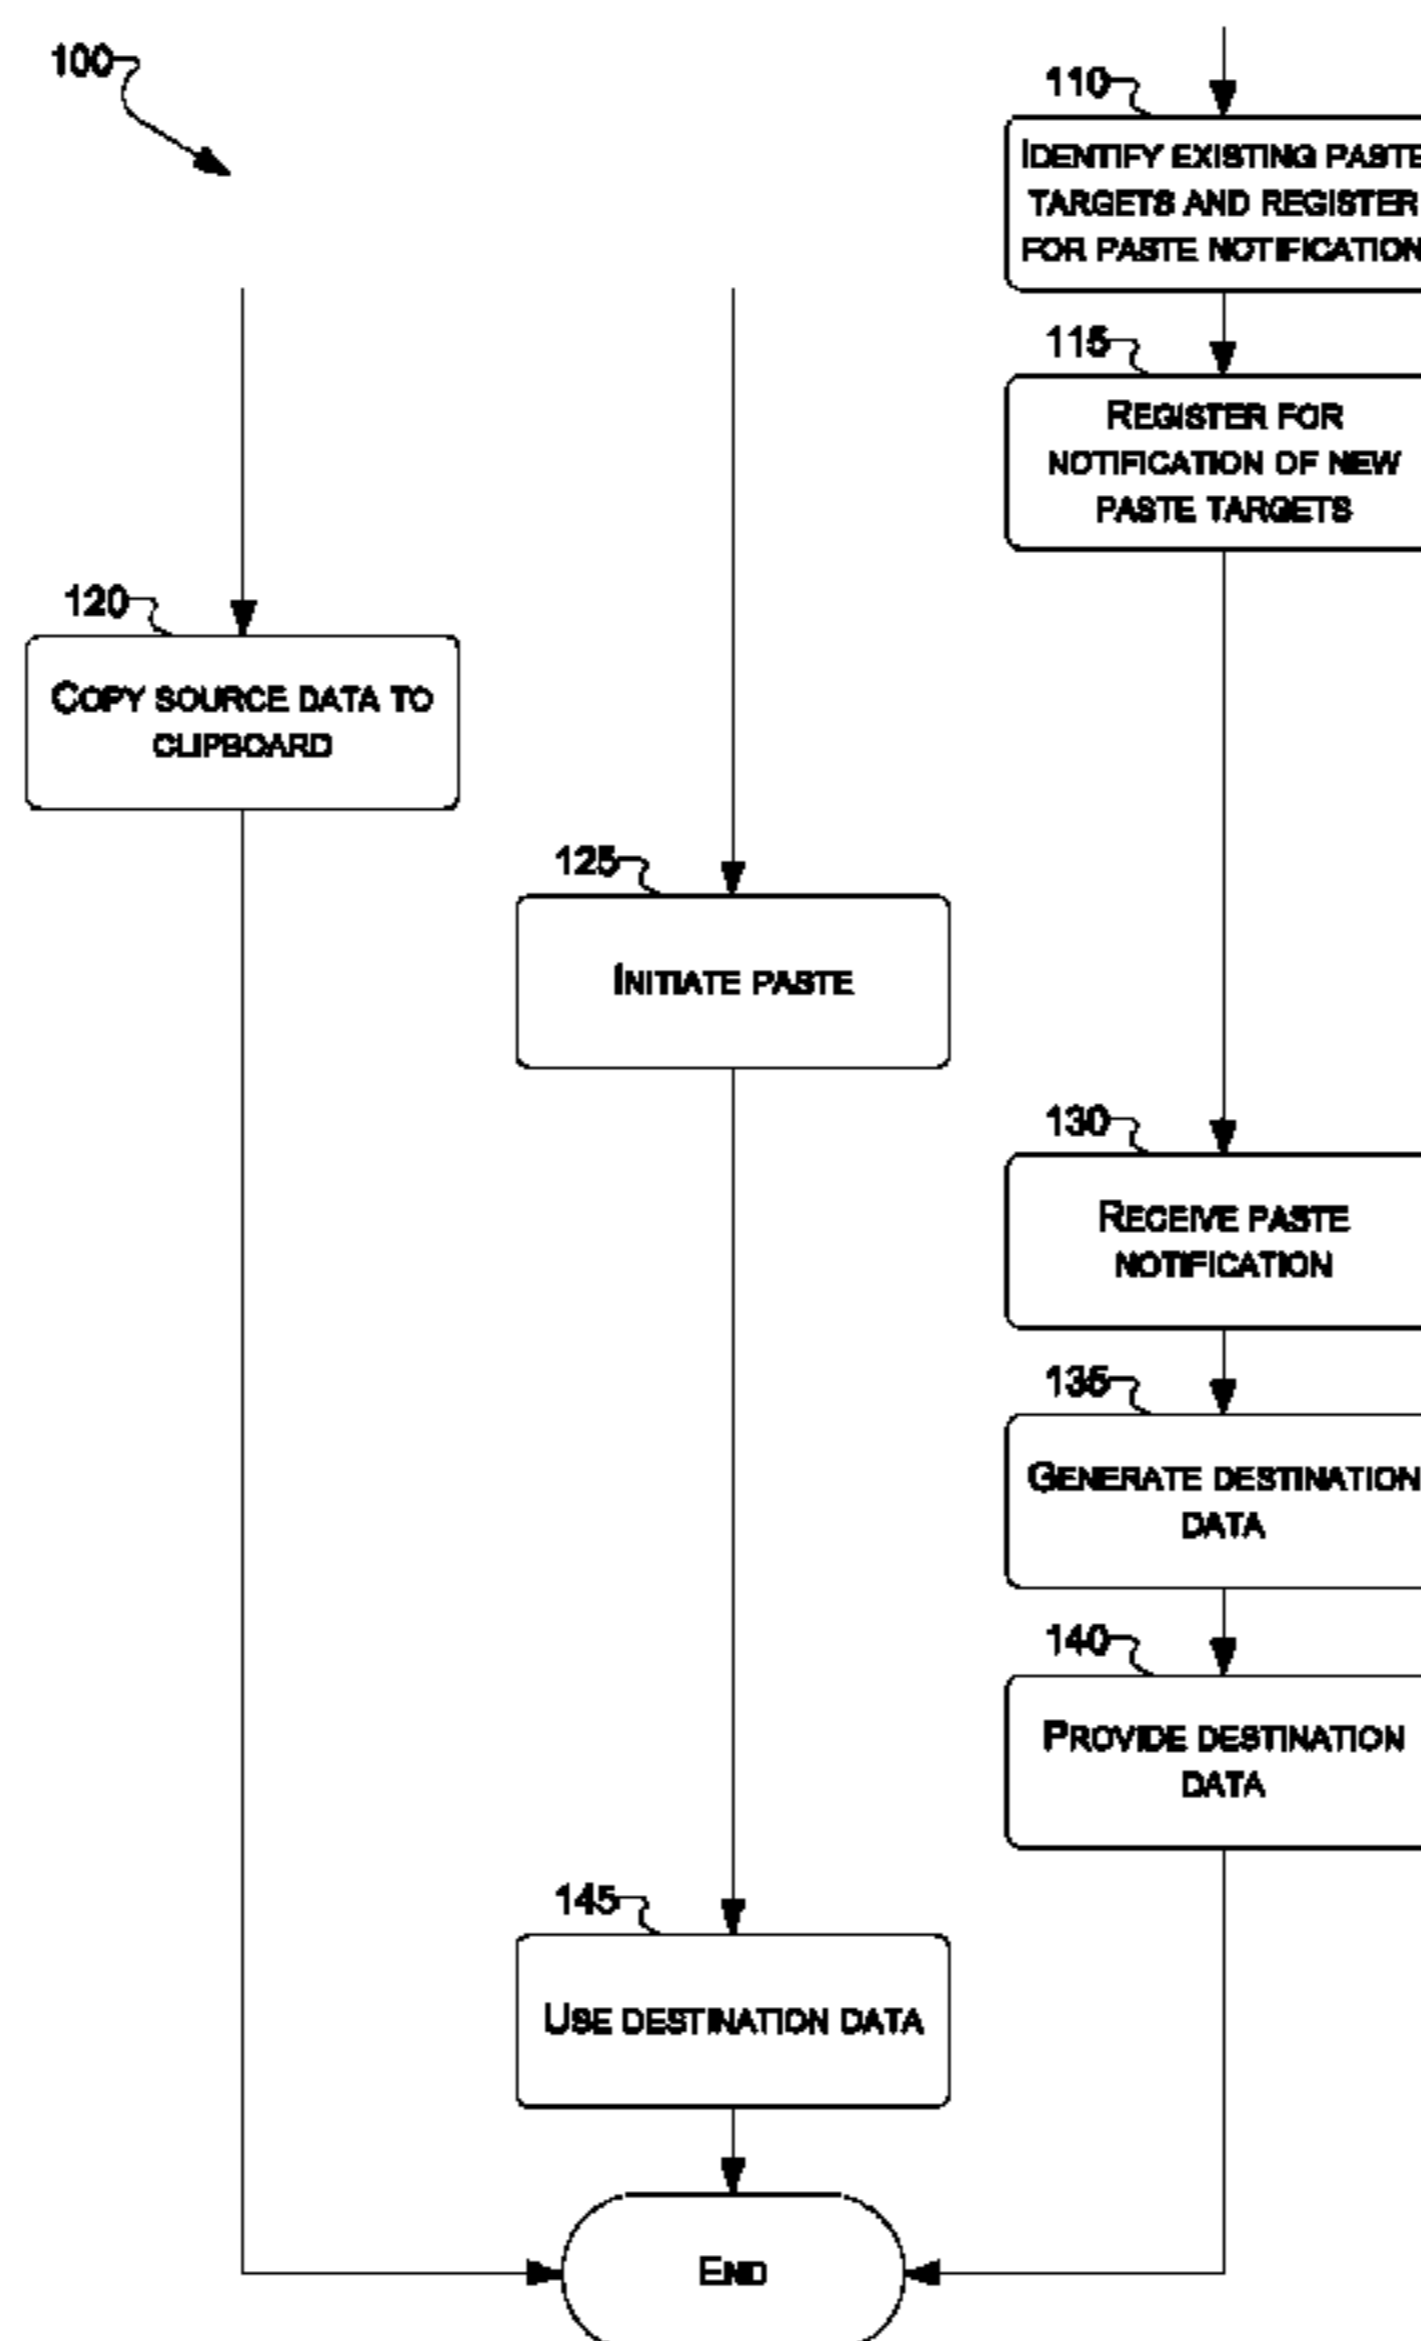 100
110
IDENTIFY EXISTING PASTE
TARGETS AND REGISTER
FOR PASTE NOTIFICATION
115
REGISTER FOR
NOTIFICATION OF NEW
PASTE TARGETS
120
COPY SOURCE DATA TO
CLIPBOARD
125
INITIATE PASTE
130
RECEIVE PASTE
NOTIFICATION
135
GENERATE DESTINATION
DATA
140
PROVIDE DESTINATION
DATA
145
USE DESTINATION DATA
END